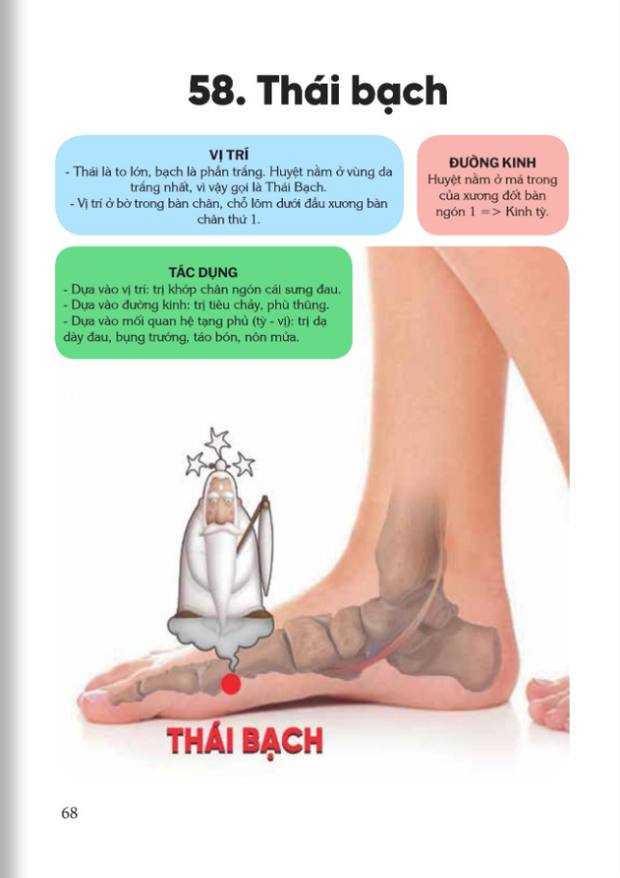 58. Thái bạch
VỊ TRÍ
- Thái là to lớn, bạch là phần trắng. Huyệt nằm ở vùng da
trắng nhất, vì vậy gọi là Thái Bạch.
- Vị trí ở bờ trong bàn chân, chỗ lõm dưới đầu xương bàn
chân thứ 1.
ĐƯỜNG KINH
Huyệt nằm ở má trong
của xương đốt bàn
ngón 1 => Kinh tỳ.
TÁC DỤNG
- Dựa vào vị trí: trị khớp chân ngón cái sưng đau.
- Dựa vào đường kinh: trị tiêu chảy, phù thũng.
- Dựa vào mối quan hệ tạng phủ (tỳ - vị): trị dạ
dày đau, bụng trướng, táo bón, nôn mửa.
THÁI BẠCH
68